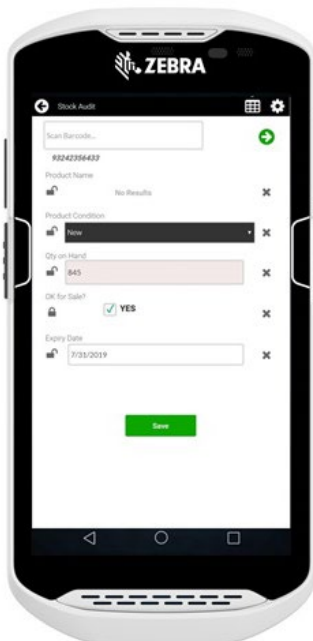 ZEBRA
Stock Audit
Scan Barcode...
93242356433
Product Name
No Results
Product Condition
New
Qty on Hand
845
OK for Sale?
YES
Expiry Date
7/31/2019
Save